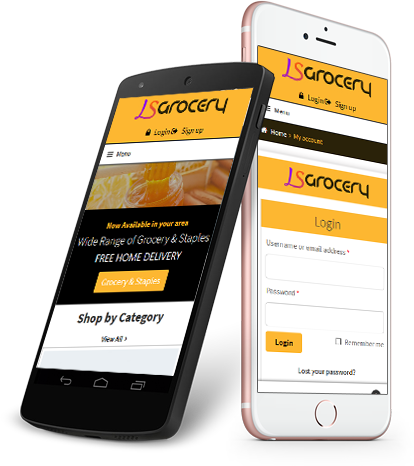 LSGrocery
Login Sign up
Menu
Now Available in your area
Wide Range of Grocery & Staples
FREE HOME DELIVERY
Grocery & Staples
Shop by Category
View All >
LSGrocery
Login Sign up
Menu
Home > My account
LSGrocery
Login
Username or email address *
Password *
Login
Remember me
Lost your password?